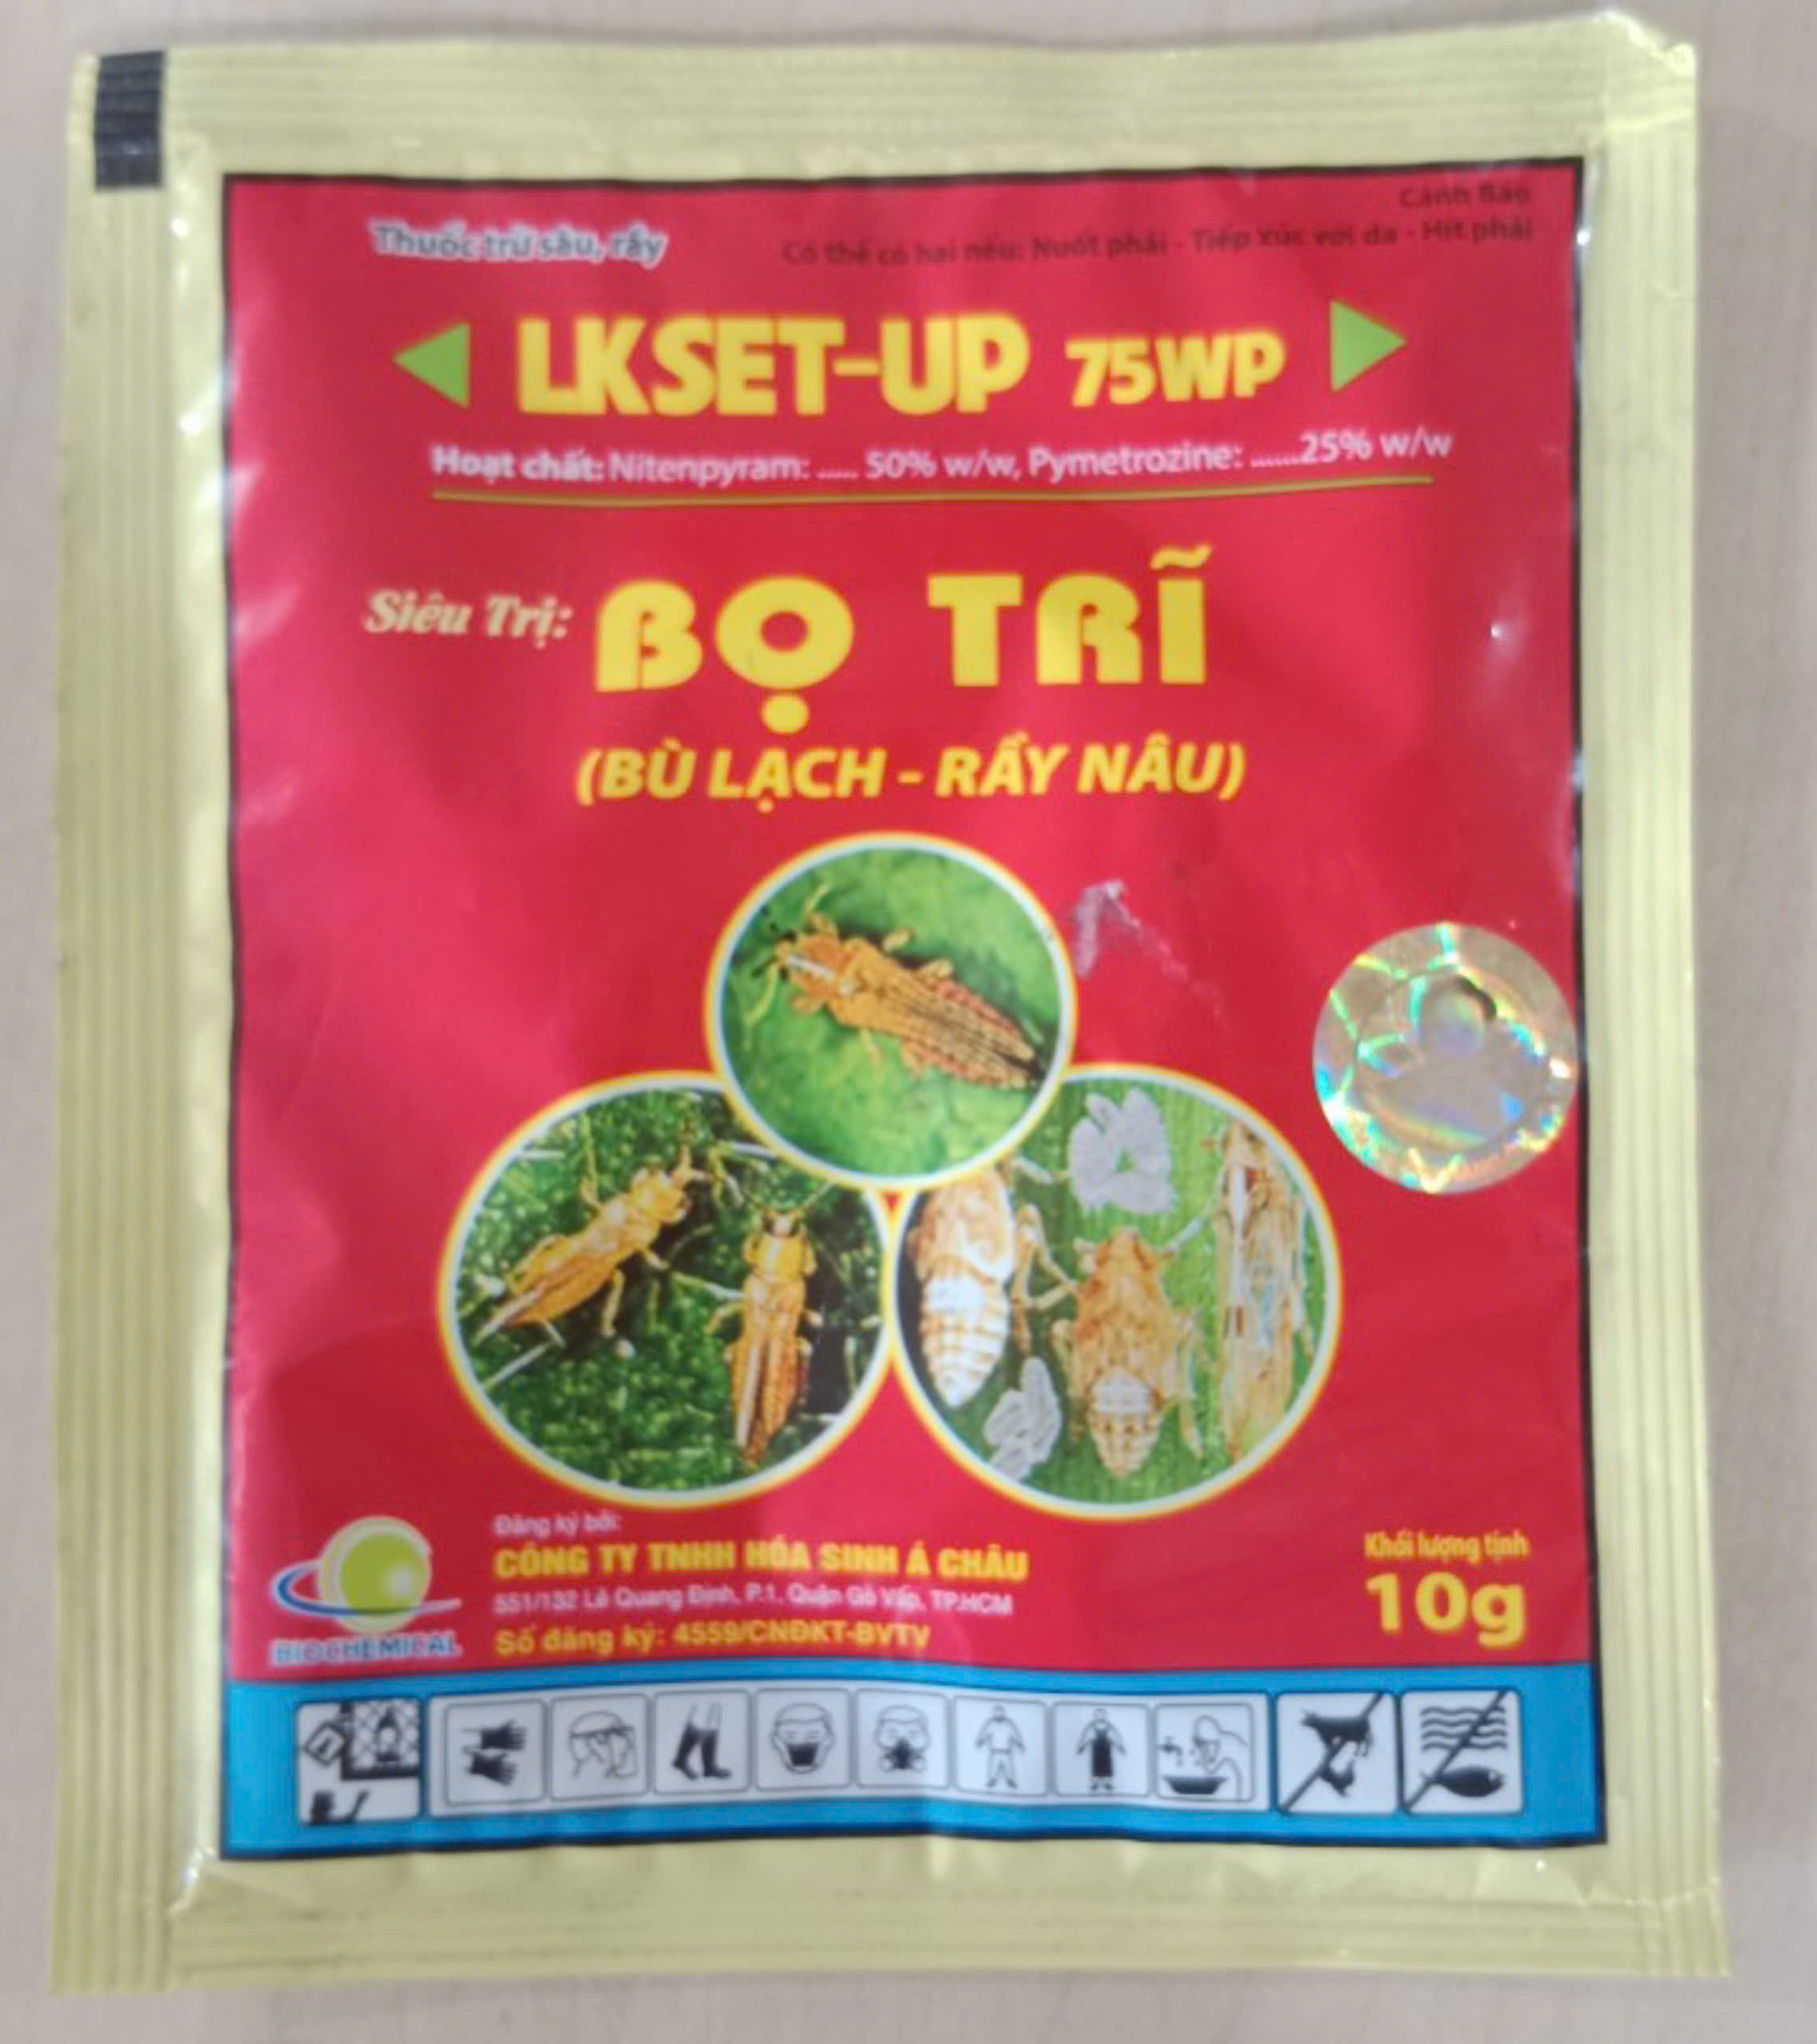 Cảnh Báo
Thuốc trừ sâu, rầy
Có thể có hại nếu: Nuốt phải - Tiếp xúc với da - Hít phải
LKSET-UP 75WP
Hoạt chất: Nitenpyram: ..... 50% w/w, Pymetrozine: ......25% w/w
Siêu Trị: BỌ TRĨ
(BÙ LẠCH - RẦY NÂU)
Đăng ký bởi:
CÔNG TY TNHH HÓA SINH Á CHÂU
551/132 Lê Quang Định, P.1, Quận Gò Vấp, TP.HCM
Số đăng ký: 4559/CNĐKT-BVTV
BIOCHEMICAL
Khối lượng tịnh
10g